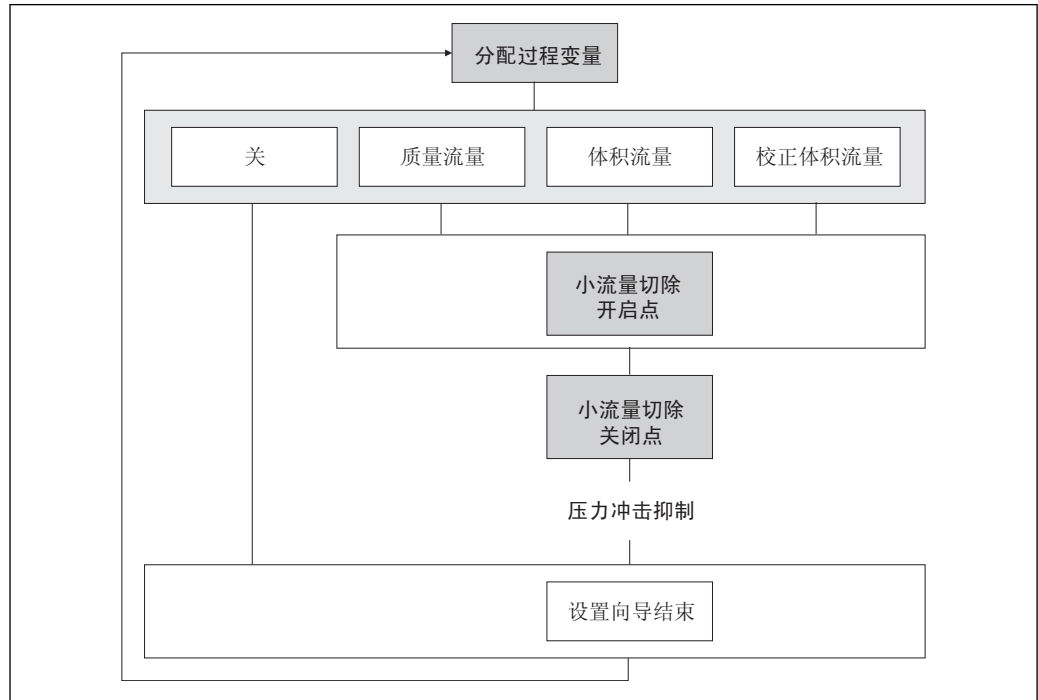 分配过程变量
关
质量流量
体积流量
校正体积流量
小流量切除
开启点
小流量切除
关闭点
压力冲击抑制
设置向导结束